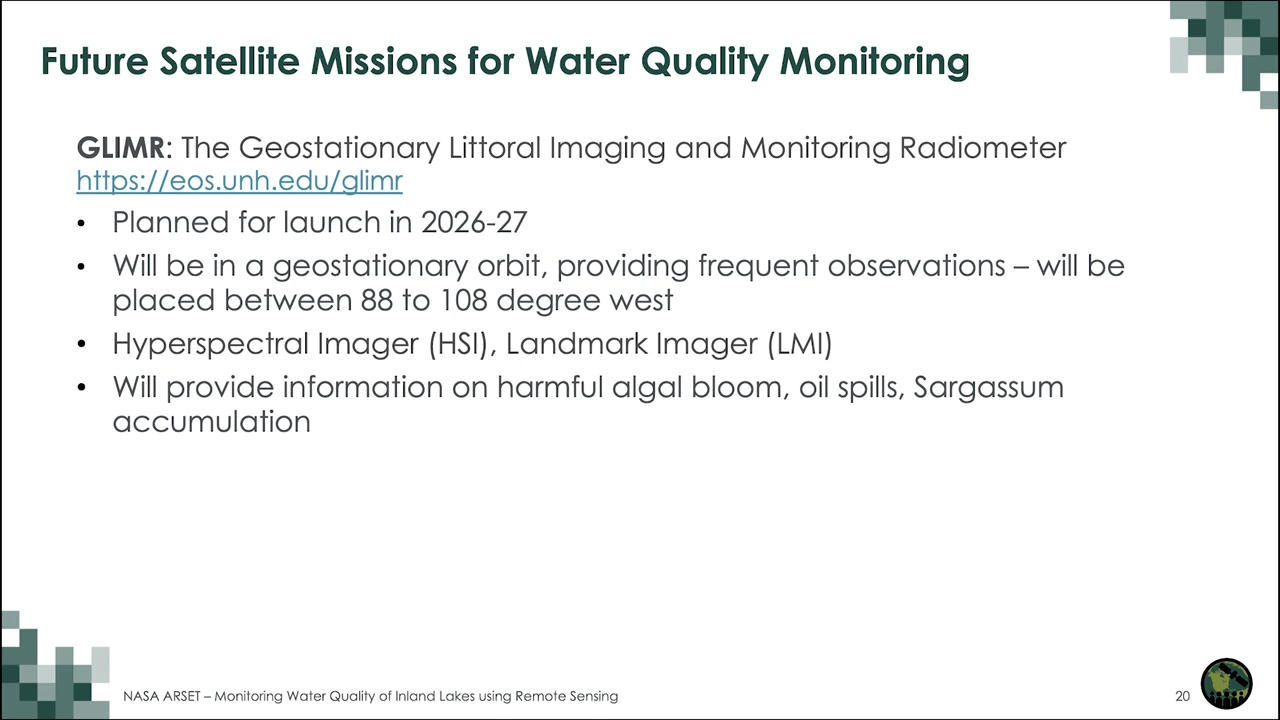 Future Satellite Missions for Water Quality Monitoring
GLIMR: The Geostationary Littoral Imaging and Monitoring Radiometer
https://eos.unh.edu/glimr
• Planned for launch in 2026-27
• Will be in a geostationary orbit, providing frequent observations – will be
placed between 88 to 108 degree west
• Hyperspectral Imager (HSI), Landmark Imager (LMI)
• Will provide information on harmful algal bloom, oil spills, Sargassum
accumulation
NASA ARSET – Monitoring Water Quality of Inland Lakes using Remote Sensing
20